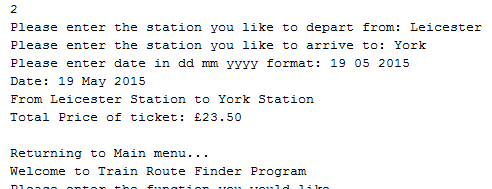 2
Please enter the station you like to depart from: Leicester
Please enter the station you like to arrive to: York
Please enter date in dd mm yyyy format: 19 05 2015
Date: 19 May 2015
From Leicester Station to York Station
Total Price of ticket: £23.50
Returning to Main menu...
Welcome to Train Route Finder Program
Please enter the function you would like